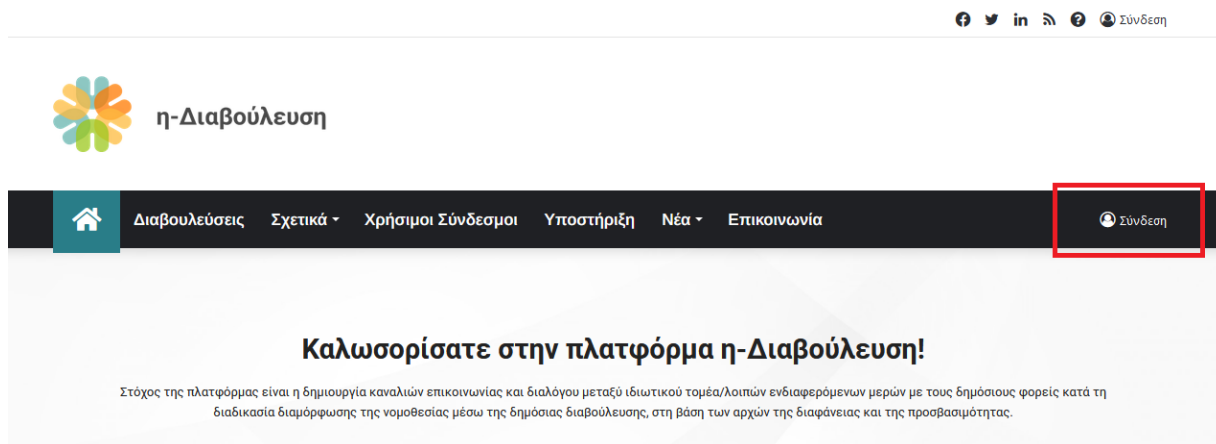 Σύνδεση
η-Διαβούλευση
Διαβουλεύσεις Σχετικά Χρήσιμοι Σύνδεσμοι Υποστήριξη Νέα Επικοινωνία Σύνδεση
Καλωσορίσατε στην πλατφόρμα η-Διαβούλευση!
Στόχος της πλατφόρμας είναι η δημιουργία καναλιών επικοινωνίας και διαλόγου μεταξύ ιδιωτικού τομέα/λοιπών ενδιαφερόμενων μερών με τους δημόσιους φορείς κατά τη
διαδικασία διαμόρφωσης της νομοθεσίας μέσω της δημόσιας διαβούλευσης, στη βάση των αρχών της διαφάνειας και της προσβασιμότητας.